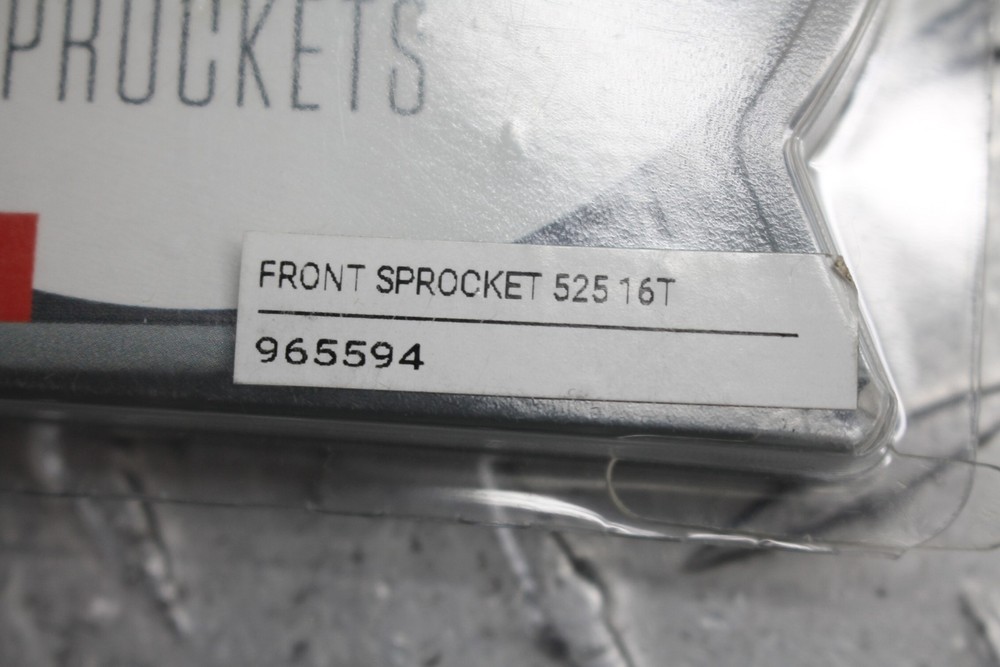 PROCKETS
FRONT SPROCKET 525 16T
965594